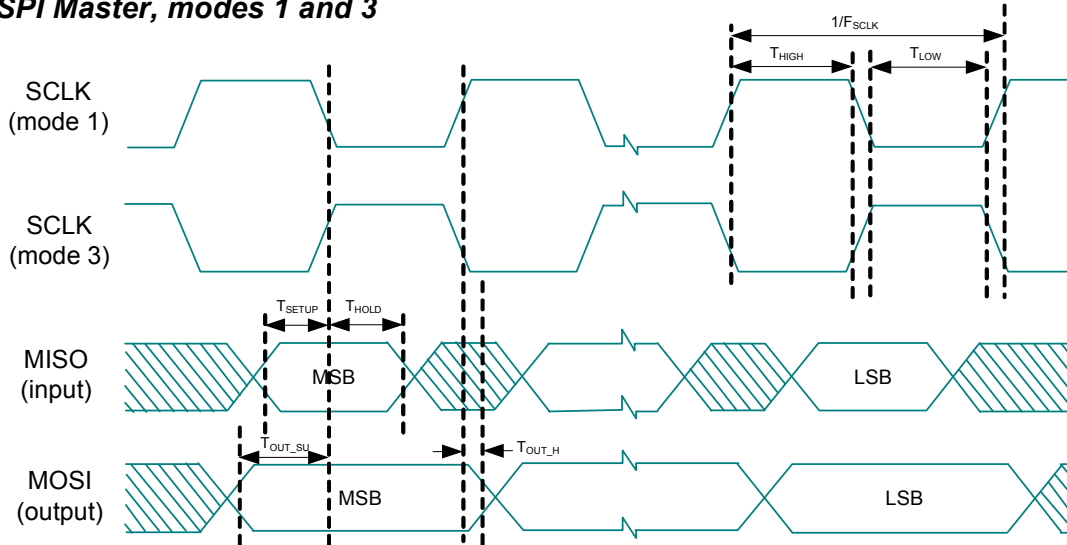 SPI Master, modes 1 and 3
1/FSCLK
THIGH
TLOW
SCLK
(mode 1)
SCLK
(mode 3)
TSETUP
THOLD
MISO
(input)
MSB
LSB
TOUT_SU
TOUT_H
MOSI
(output)
MSB
LSB